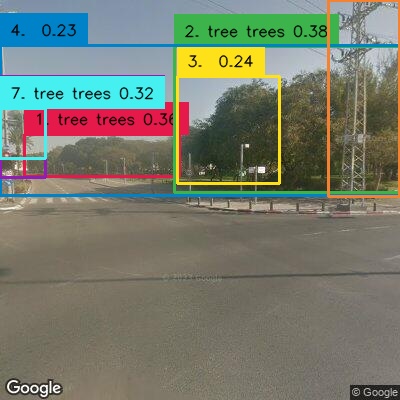 4. 0.23
2. tree trees 0.38
3. 0.24
7. tree trees 0.32
1. tree trees 0.36
© 2023 Google
Google
© Google